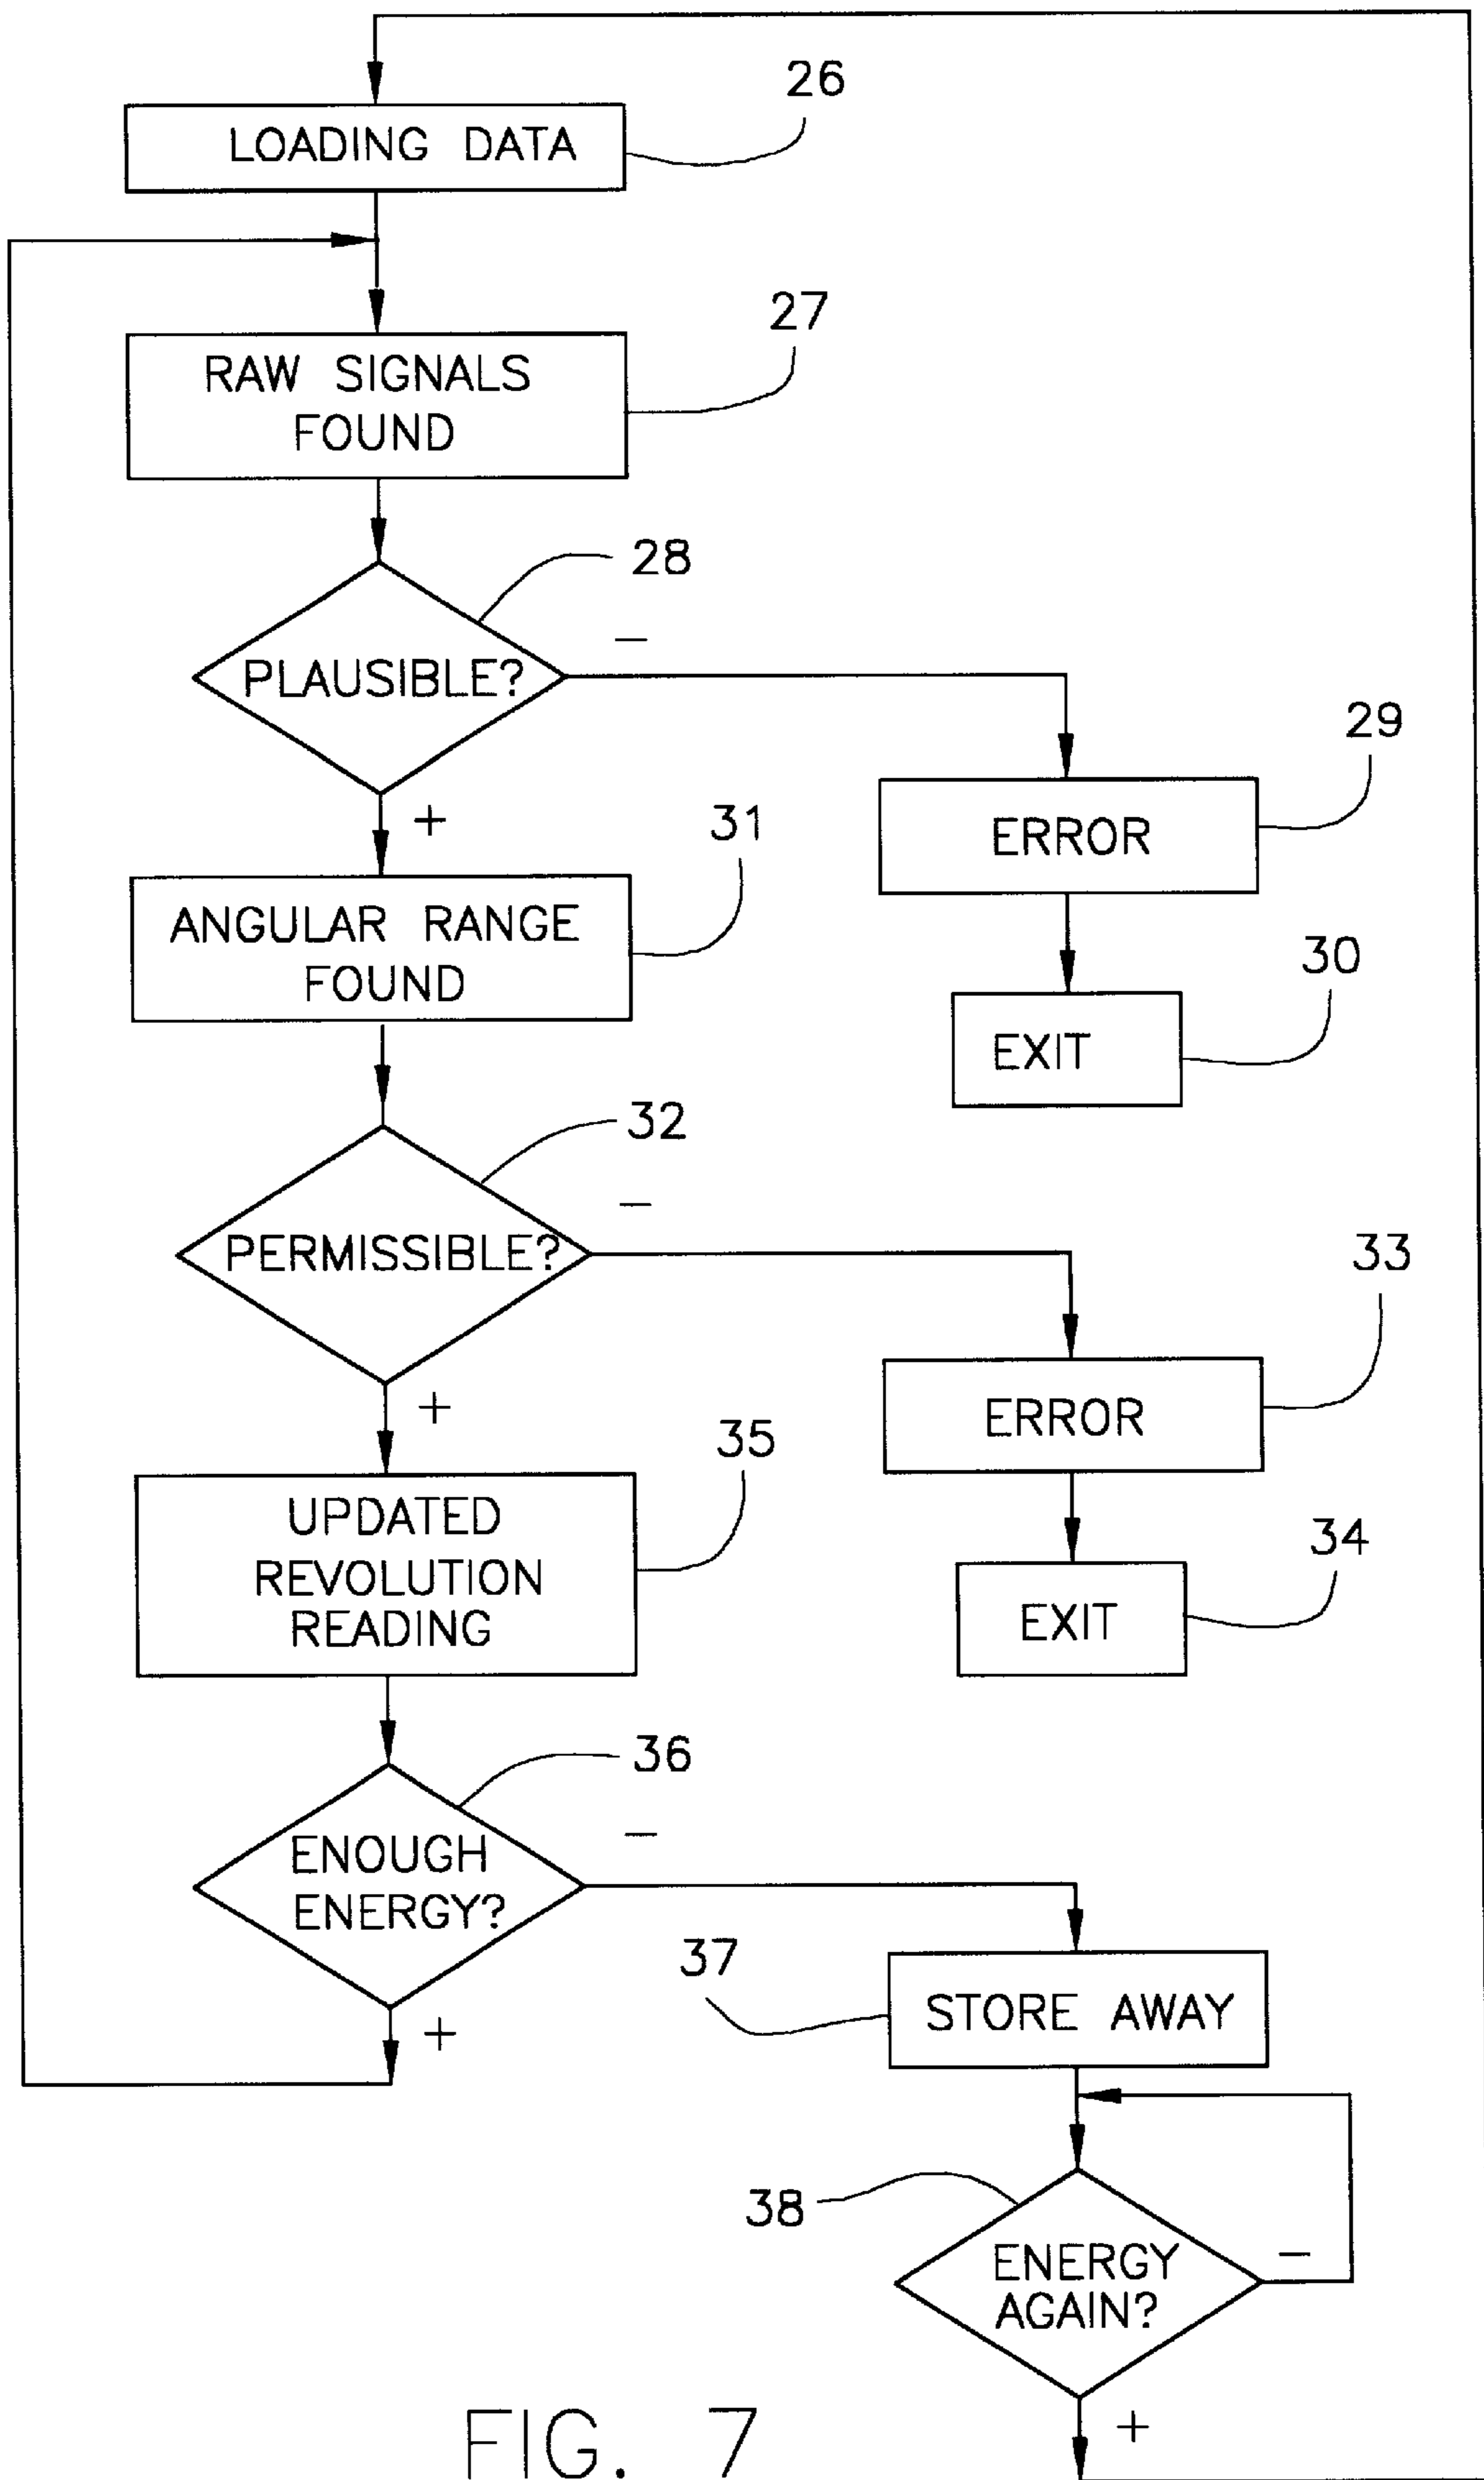 26
LOADING DATA
27
RAW SIGNALS
FOUND
28
PLAUSIBLE?
−
29
ERROR
+
31
ANGULAR RANGE
FOUND
30
EXIT
32
PERMISSIBLE?
−
33
ERROR
+
35
UPDATED
REVOLUTION
READING
34
EXIT
36
ENOUGH
ENERGY?
−
37
STORE AWAY
+
38
ENERGY
AGAIN?
−
+
FIG. 7